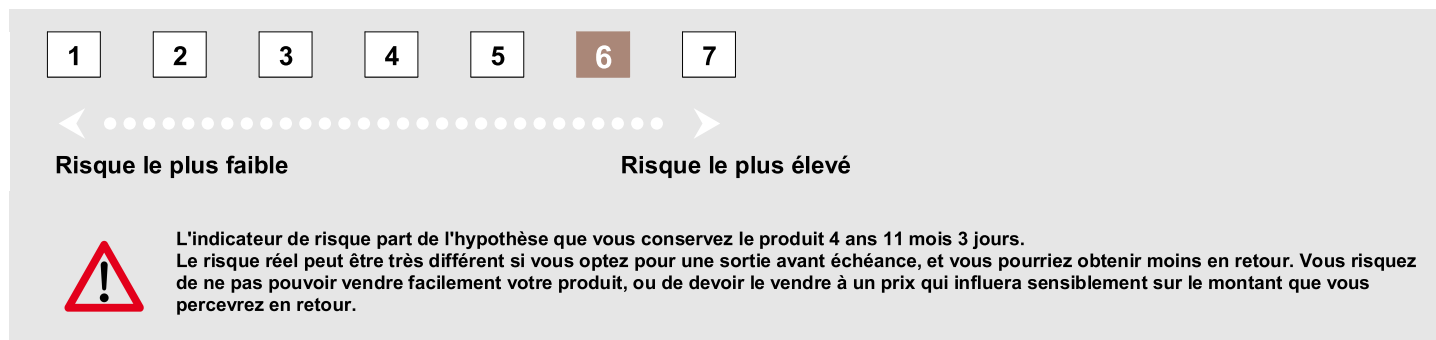 1 2 3 4 5 6 7
Risque le plus faible Risque le plus élevé
L'indicateur de risque part de l'hypothèse que vous conservez le produit 4 ans 11 mois 3 jours.
Le risque réel peut être très différent si vous optez pour une sortie avant échéance, et vous pourriez obtenir moins en retour. Vous risquez
de ne pas pouvoir vendre facilement votre produit, ou de devoir le vendre à un prix qui influera sensiblement sur le montant que vous
percevrez en retour.